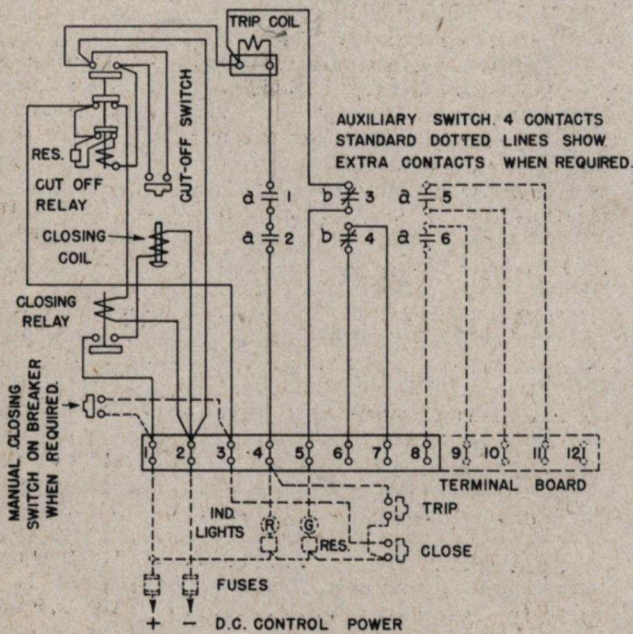 TRIP COIL
CUT-OFF SWITCH
AUXILIARY SWITCH. 4 CONTACTS
STANDARD DOTTED LINES SHOW
EXTRA CONTACTS WHEN REQUIRED.
RES.
CUT OFF
RELAY
CLOSING
COIL
a 1
b 3
a 5
a 2
b 4
a 6
CLOSING
RELAY
MANUAL CLOSING
SWITCH ON BREAKER
WHEN REQUIRED.
1 2 3 4 5 6 7 8 9 10 11 12
TERMINAL BOARD
IND.
LIGHTS
R
G
RES.
TRIP
CLOSE
FUSES
+ − D.C. CONTROL POWER